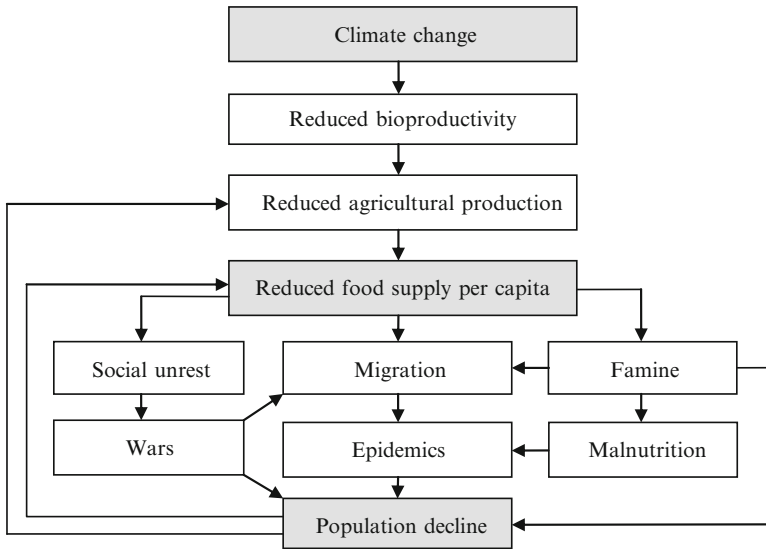 Climate change
Reduced bioproductivity
Reduced agricultural production
Reduced food supply per capita
Social unrest
Migration
Famine
Wars
Epidemics
Malnutrition
Population decline